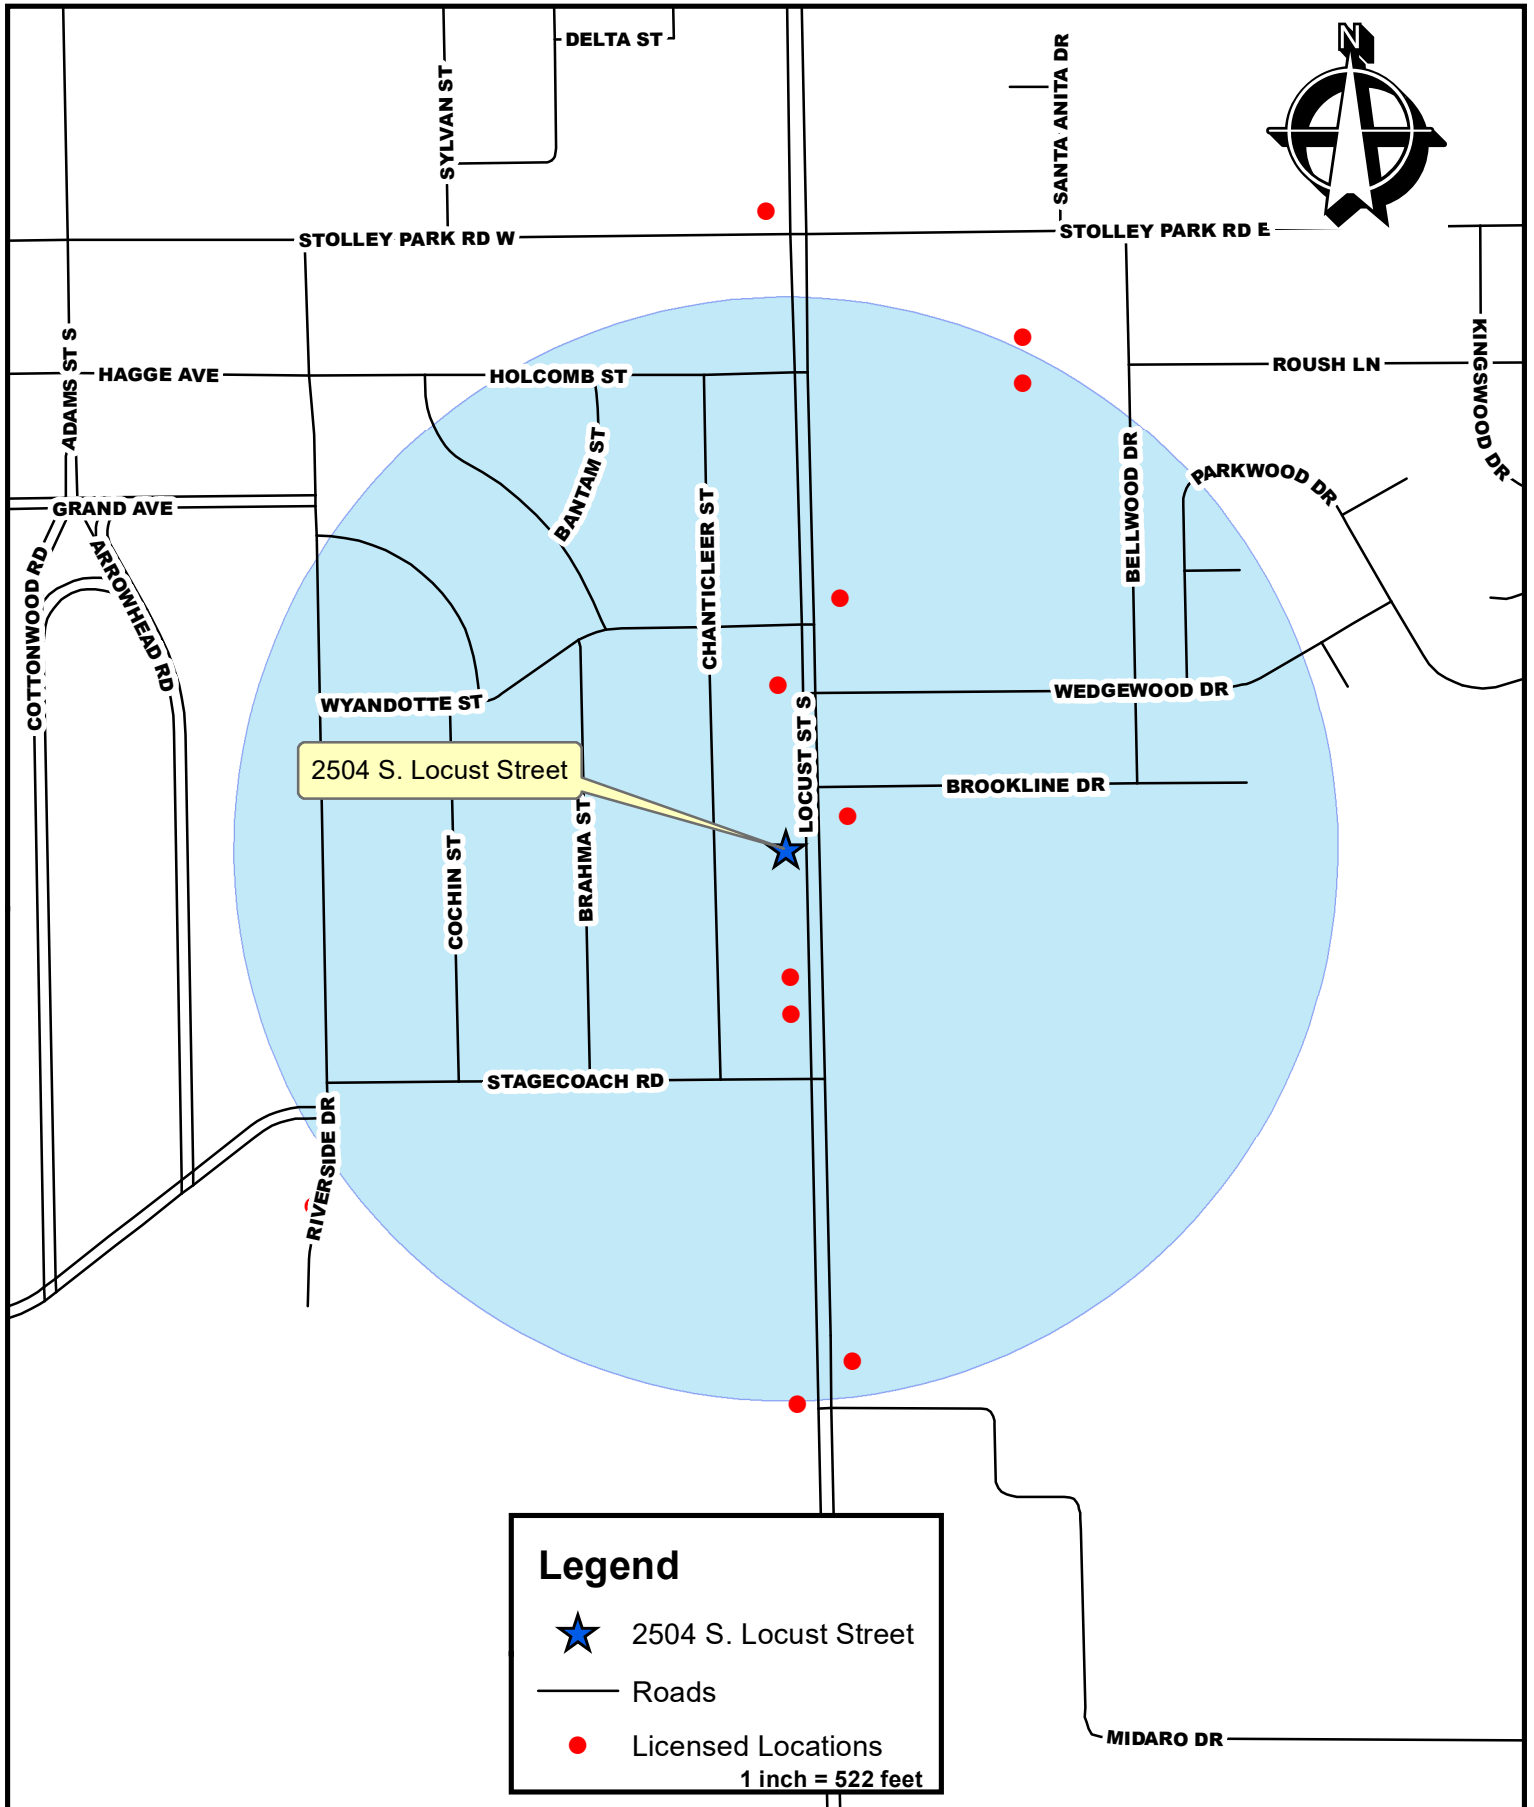 DELTA ST
N
SYLVAN ST
SANTA ANITA DR
STOLLEY PARK RD W
STOLLEY PARK RD E
ADAMS ST S
HAGGE AVE
HOLCOMB ST
ROUSH LN
KINGSWOOD DR
BANTAM ST
BELLWOOD DR
PARKWOOD DR
GRAND AVE
CHANTICLEER ST
COTTONWOOD RD
ARROWHEAD RD
WYANDOTTE ST
WEDGEWOOD DR
LOCUST ST S
2504 S. Locust Street
BROOKLINE DR
COCHIN ST
BRAHMA ST
STAGECOACH RD
RIVERSIDE DR
Legend
2504 S. Locust Street
Roads
Licensed Locations
1 inch = 522 feet
MIDARO DR